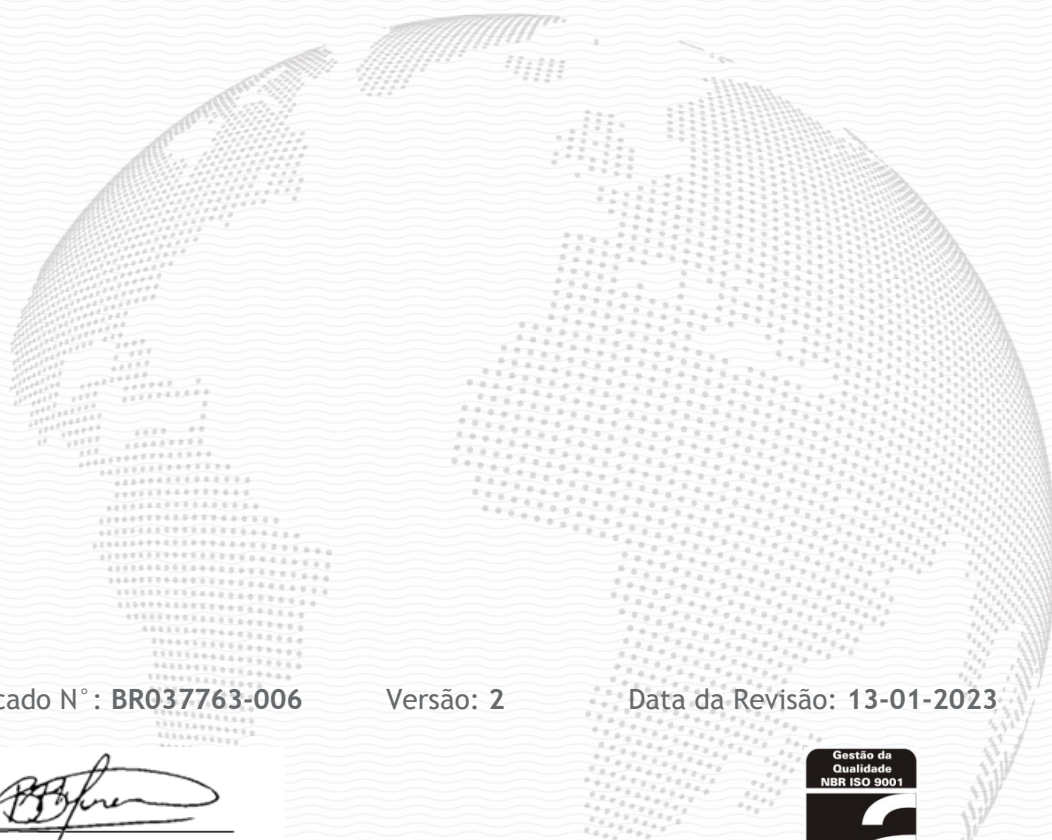 cado N°: BR037763-006 Versão: 2 Data da Revisão: 13-01-2023
Gestão da
Qualidade
NBR ISO 9001